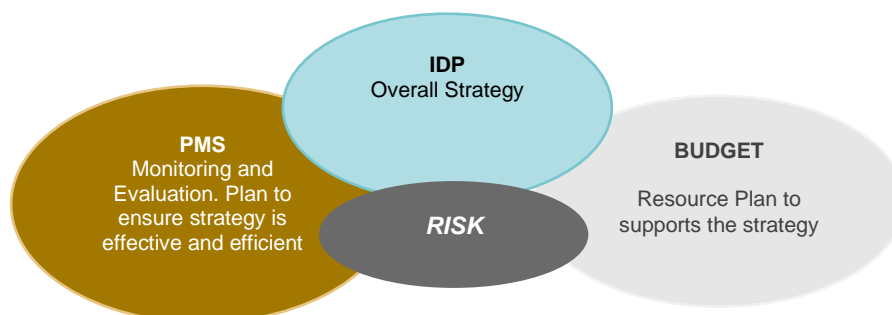 IDP
Overall Strategy
PMS
Monitoring and
Evaluation. Plan to
ensure strategy is
effective and efficient
BUDGET
Resource Plan to
supports the strategy
RISK